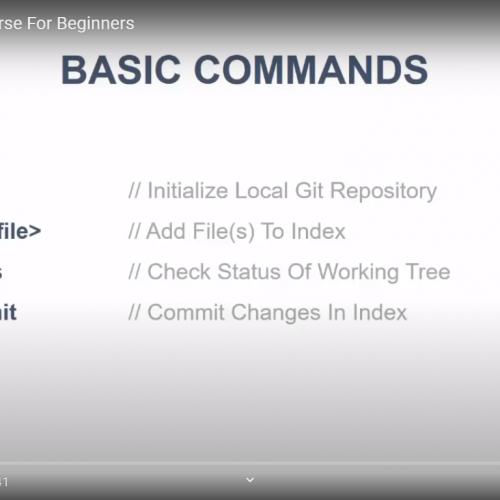 rse For Beginners
BASIC COMMANDS
// Initialize Local Git Repository
file> // Add File(s) To Index
s // Check Status Of Working Tree
it // Commit Changes In Index
41